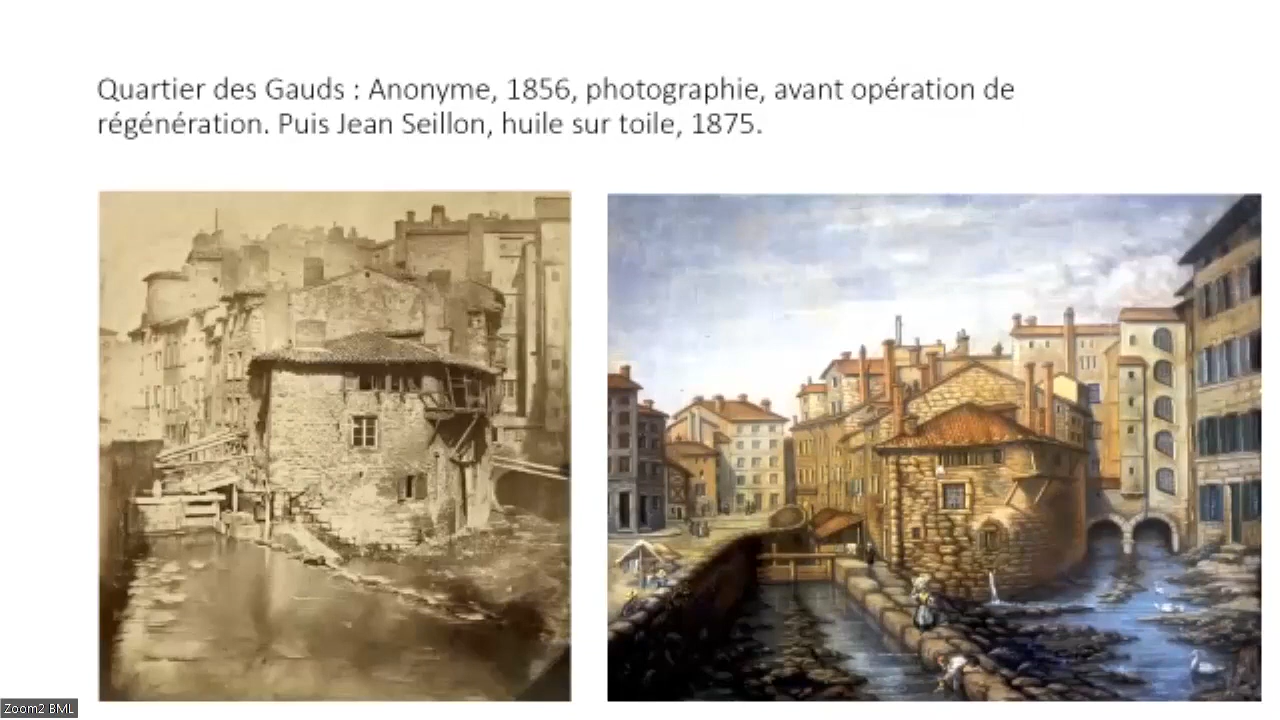 Quartier des Gauds : Anonyme, 1856, photographie, avant opération de
régénération. Puis Jean Seillon, huile sur toile, 1875.
Zoom2 BML